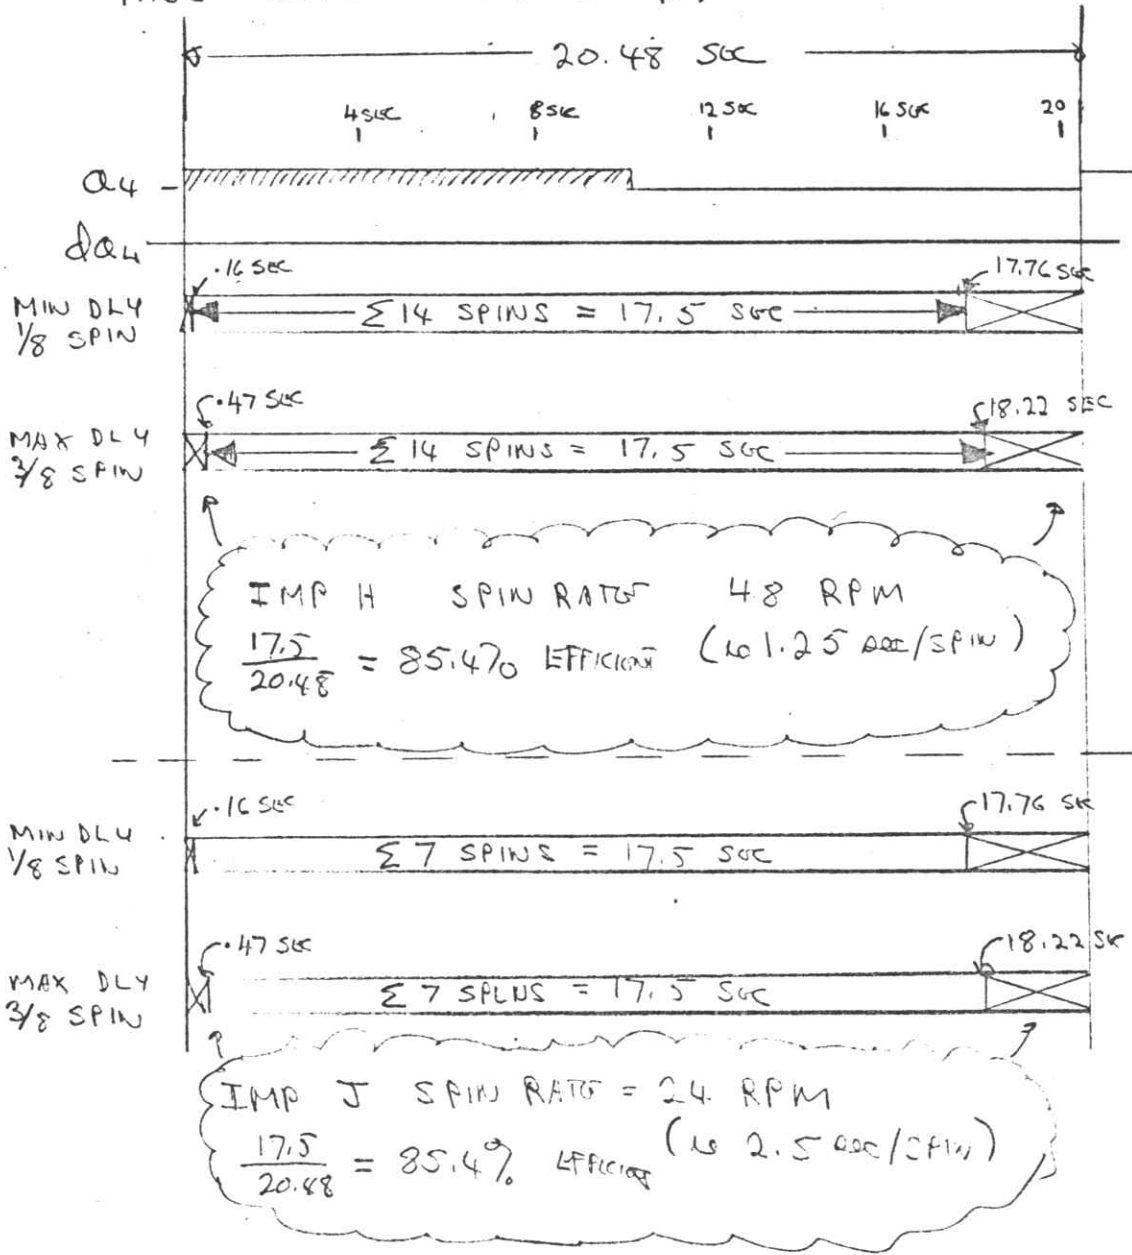 20.48 SEC
4 SEC 8 SEC 12 SEC 16 SEC 20
a4
da4
.16 SEC 17.76 SEC
MIN DLY
1/8 SPIN
Σ 14 SPINS = 17.5 SEC
.47 SEC 18.22 SEC
MAX DLY
3/8 SPIN
Σ 14 SPINS = 17.5 SEC
IMP H SPIN RATE 48 RPM
17.5
20.48
= 85.4% EFFICIENT (is 1.25 sec/SPIN)
.16 SEC 17.76 SEC
MIN DLY
1/8 SPIN
Σ 7 SPINS = 17.5 SEC
.47 SEC 18.22 SEC
MAX DLY
3/8 SPIN
Σ 7 SPINS = 17.5 SEC
IMP J SPIN RATE = 24 RPM
17.5
20.48
= 85.4% EFFICIENT (is 2.5 sec/SPIN)